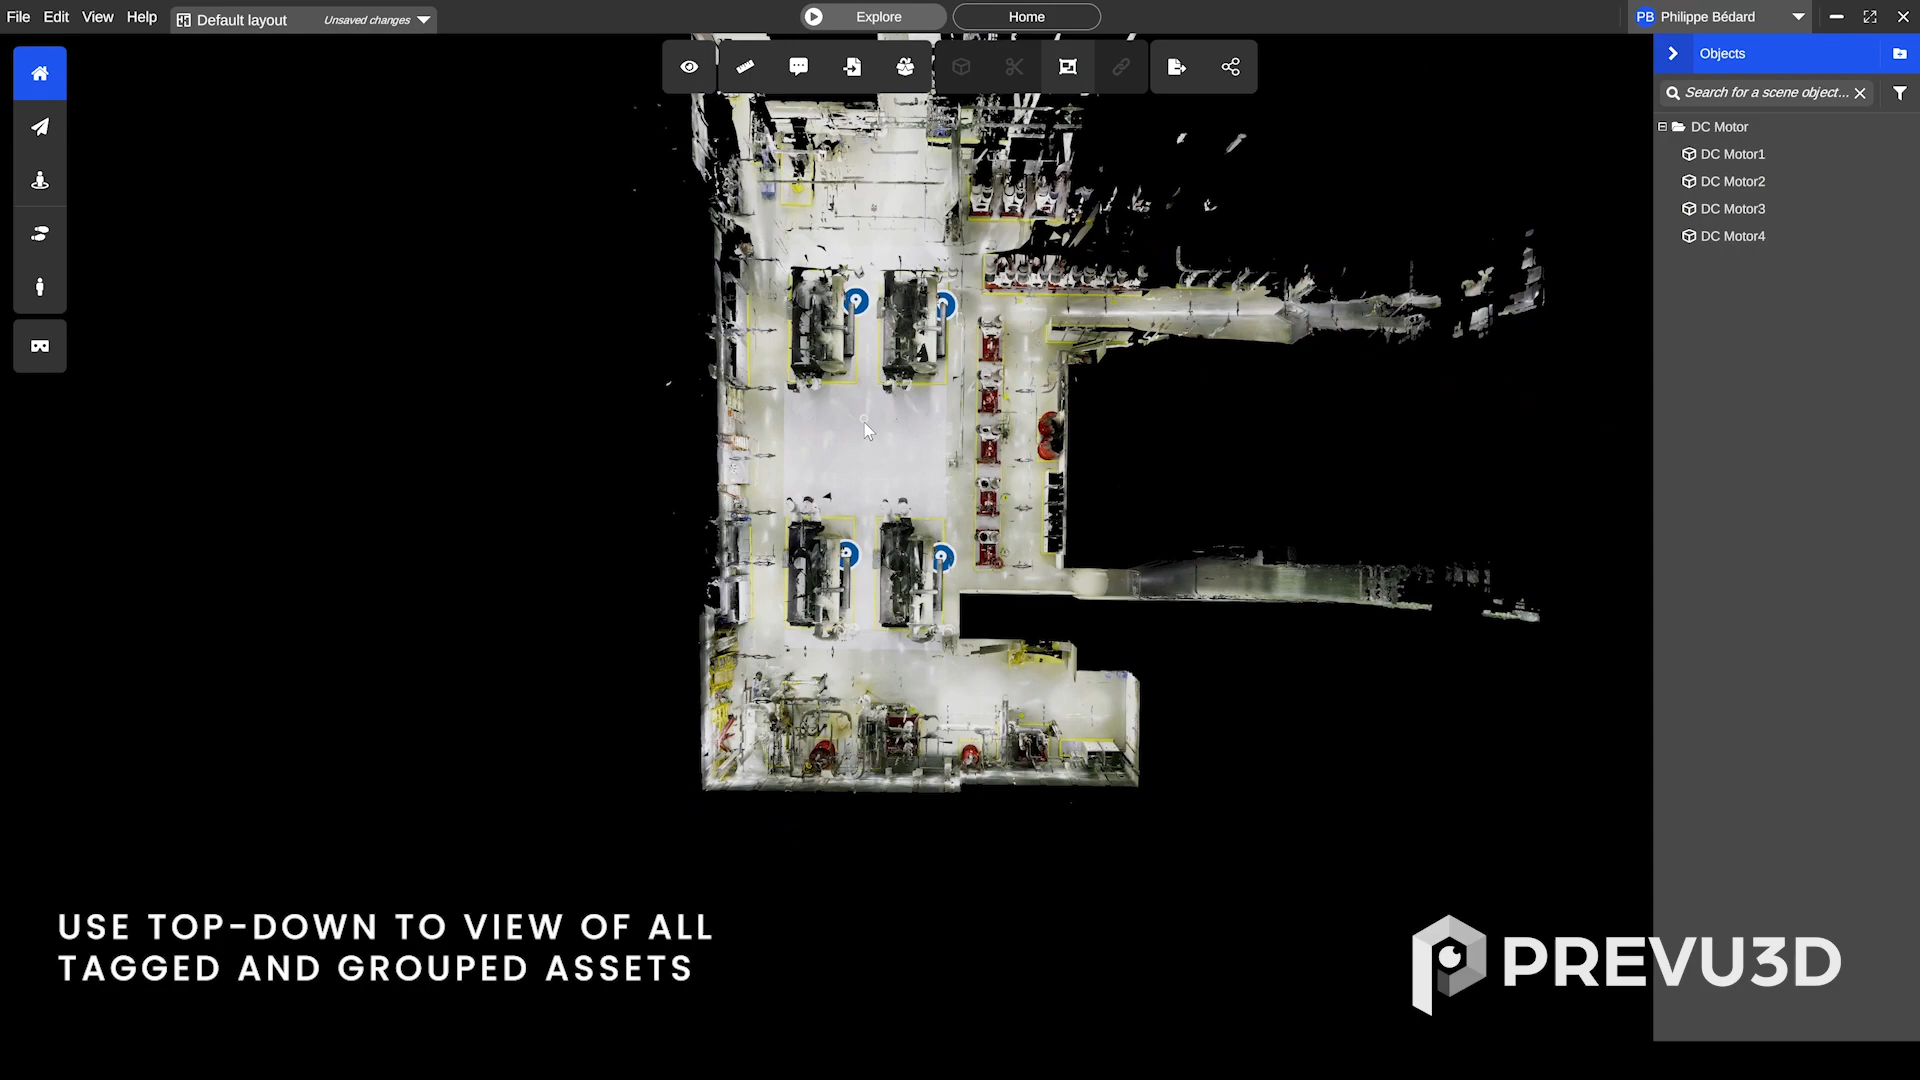 File Edit View Help Default layout Unsaved changes Explore Home PB Philippe Bédard
Objects
Search for a scene object...
DC Motor
DC Motor1
DC Motor2
DC Motor3
DC Motor4
USE TOP-DOWN TO VIEW OF ALL
TAGGED AND GROUPED ASSETS
PREVU3D